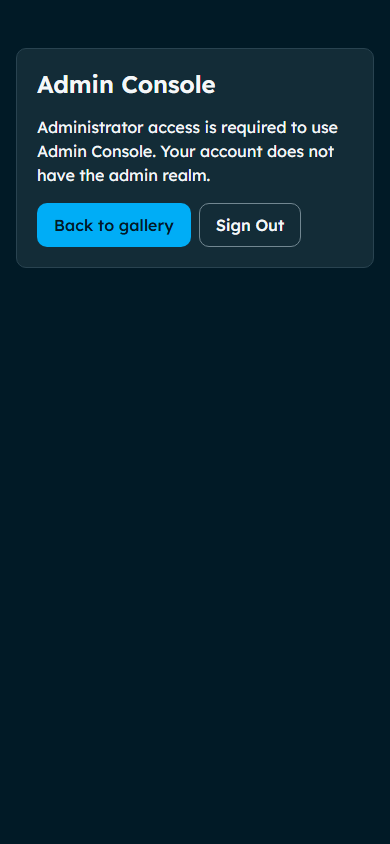 Admin Console
Administrator access is required to use
Admin Console. Your account does not
have the admin realm.
Back to gallery
Sign Out